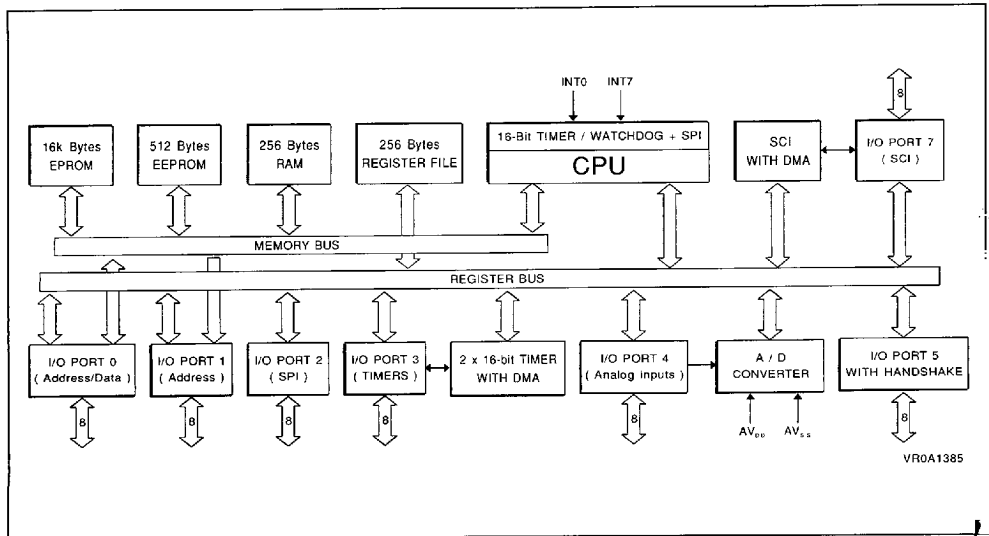 INT0 INT7
8
16k Bytes
EPROM
512 Bytes
EEPROM
256 Bytes
RAM
256 Bytes
REGISTER FILE
16-Bit TIMER / WATCHDOG + SPI
CPU
SCI
WITH DMA
I/O PORT 7
( SCI )
MEMORY BUS
REGISTER BUS
I/O PORT 0
( Address/Data )
I/O PORT 1
( Address )
I/O PORT 2
( SPI )
I/O PORT 3
( TIMERS )
2 x 16-bit TIMER
WITH DMA
I/O PORT 4
( Analog inputs )
A / D
CONVERTER
I/O PORT 5
WITH HANDSHAKE
8 8 8 8 8 8
AVDD AVSS
VR0A1385